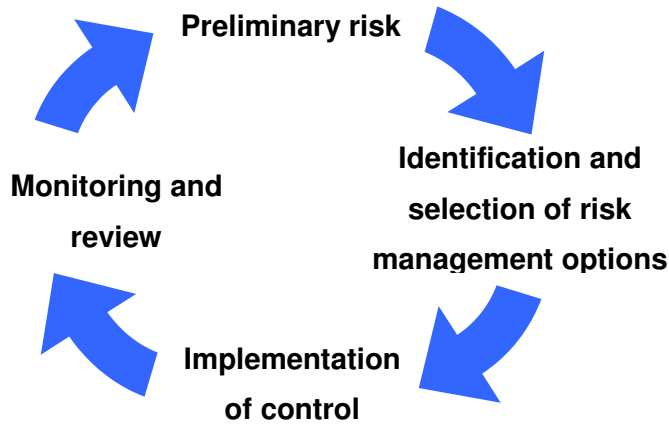 Preliminary risk
Identification and
selection of risk
management options
Implementation
of control
Monitoring and
review